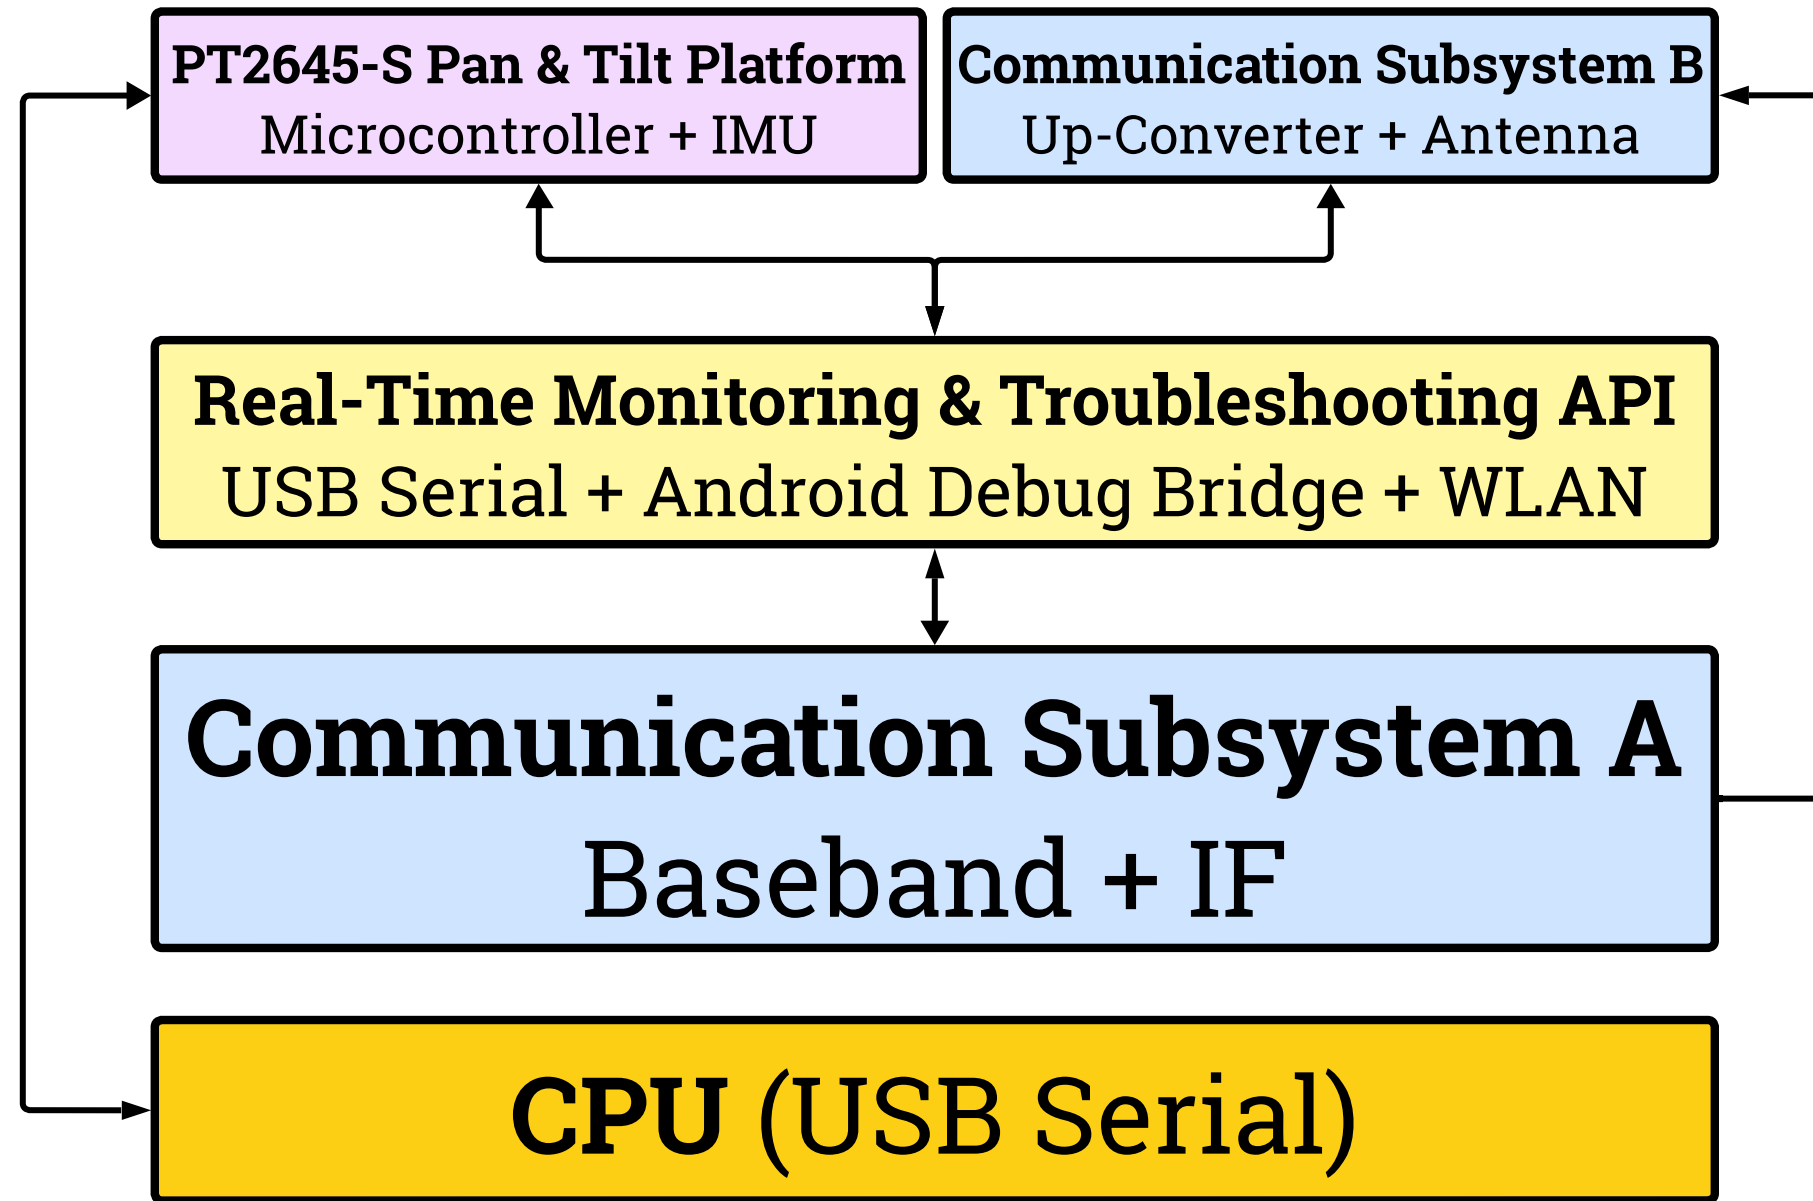 PT2645-S Pan & Tilt Platform
Microcontroller + IMU
Communication Subsystem B
Up-Converter + Antenna
Real-Time Monitoring & Troubleshooting API
USB Serial + Android Debug Bridge + WLAN
Communication Subsystem A
Baseband + IF
CPU (USB Serial)